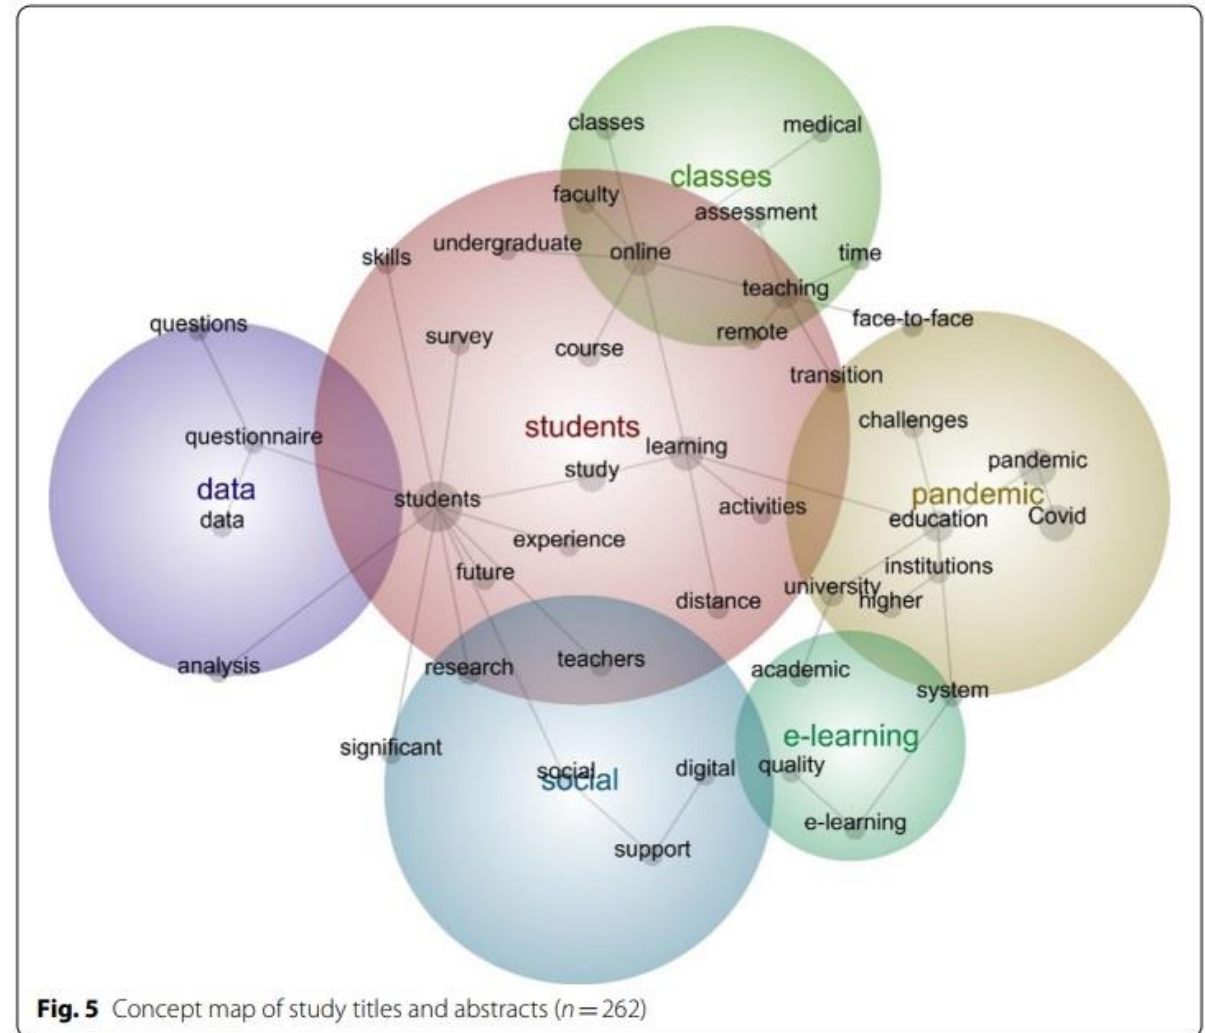 classes
medical
classes
faculty
assessment
undergraduate
online
skills
time
teaching
questions
face-to-face
survey
remote
course
transition
challenges
students
questionnaire
learning
pandemic
study
data
pandemic
students
activities
data
education
Covid
experience
institutions
future
university
distance
higher
teachers
analysis
research
academic
system
e-learning
significant
quality
social
digital
social
e-learning
support
Fig. 5 Concept map of study titles and abstracts (n = 262)